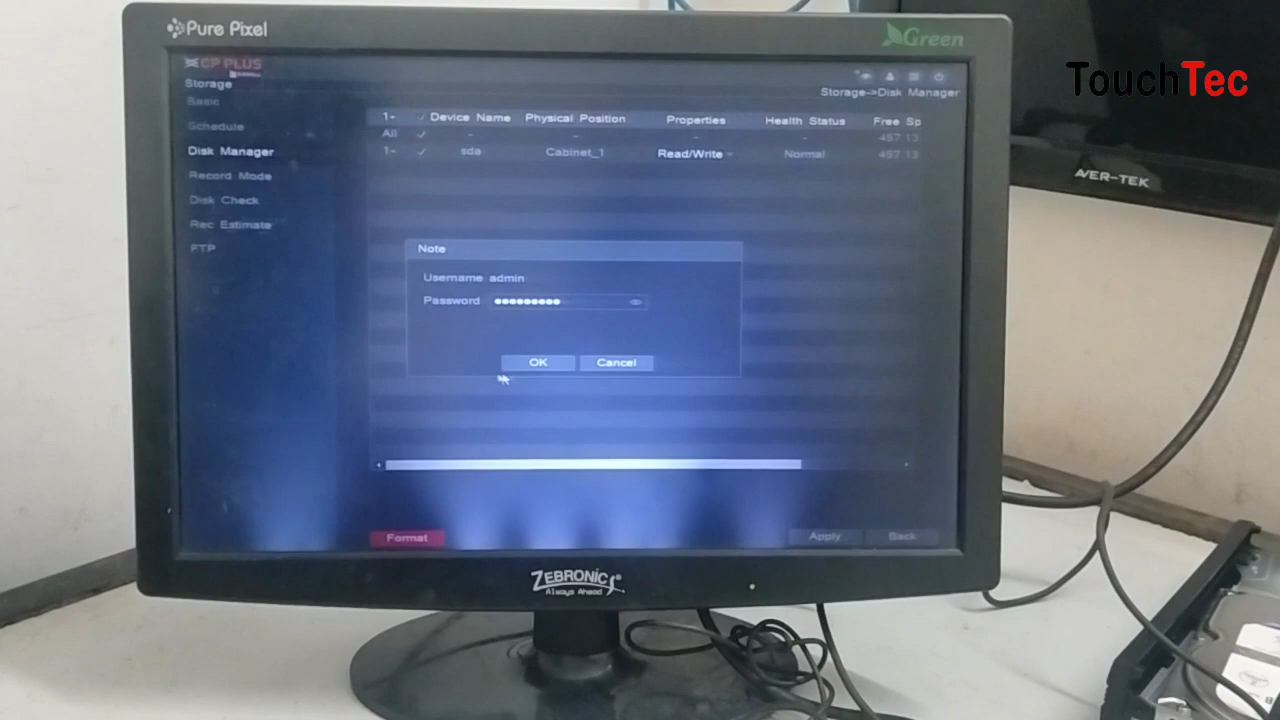 Pure Pixel
Green
TouchTec
CP PLUS
Storage
Storage->Disk Manager
Basic
Schedule
Disk Manager
Record Mode
Disk Check
Rec Estimate
FTP
1- Device Name Physical Position Properties Health Status Free Sp
All - - - - 457.13
1- sda Cabinet_1 Read/Write Normal 457.13
Note
Username admin
Password ●●●●●●●●●
OK Cancel
Format Apply Back
ZEBRONICS
Always Ahead
AVER-TEK